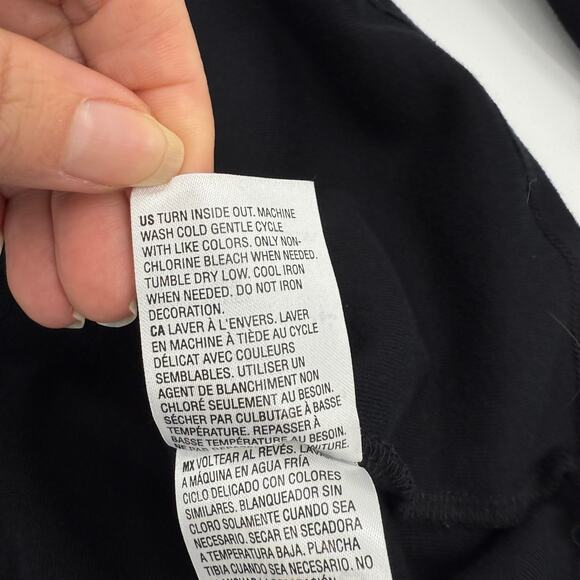 US TURN INSIDE OUT. MACHINE
WASH COLD GENTLE CYCLE
WITH LIKE COLORS. ONLY NON-
CHLORINE BLEACH WHEN NEEDED.
TUMBLE DRY LOW. COOL IRON
WHEN NEEDED. DO NOT IRON
DECORATION.
CA LAVER À L'ENVERS. LAVER
EN MACHINE À TIÈDE AU CYCLE
DÉLICAT AVEC COULEURS
SEMBLABLES. UTILISER UN
AGENT DE BLANCHIMENT NON
CHLORÉ SEULEMENT AU BESOIN.
SÉCHER PAR CULBUTAGE À BASSE
TEMPÉRATURE. REPASSER À
BASSE TEMPÉRATURE AU BESOIN.
MX VOLTEAR AL REVÉS. LAVAR
A MÁQUINA EN AGUA FRÍA
CICLO DELICADO CON COLORES
SIMILARES. BLANQUEADOR SIN
CLORO SOLAMENTE CUANDO SEA
NECESARIO. SECAR EN SECADORA
A TEMPERATURA BAJA. PLANCHA
TIBIA CUANDO SEA NECESARIO. NO